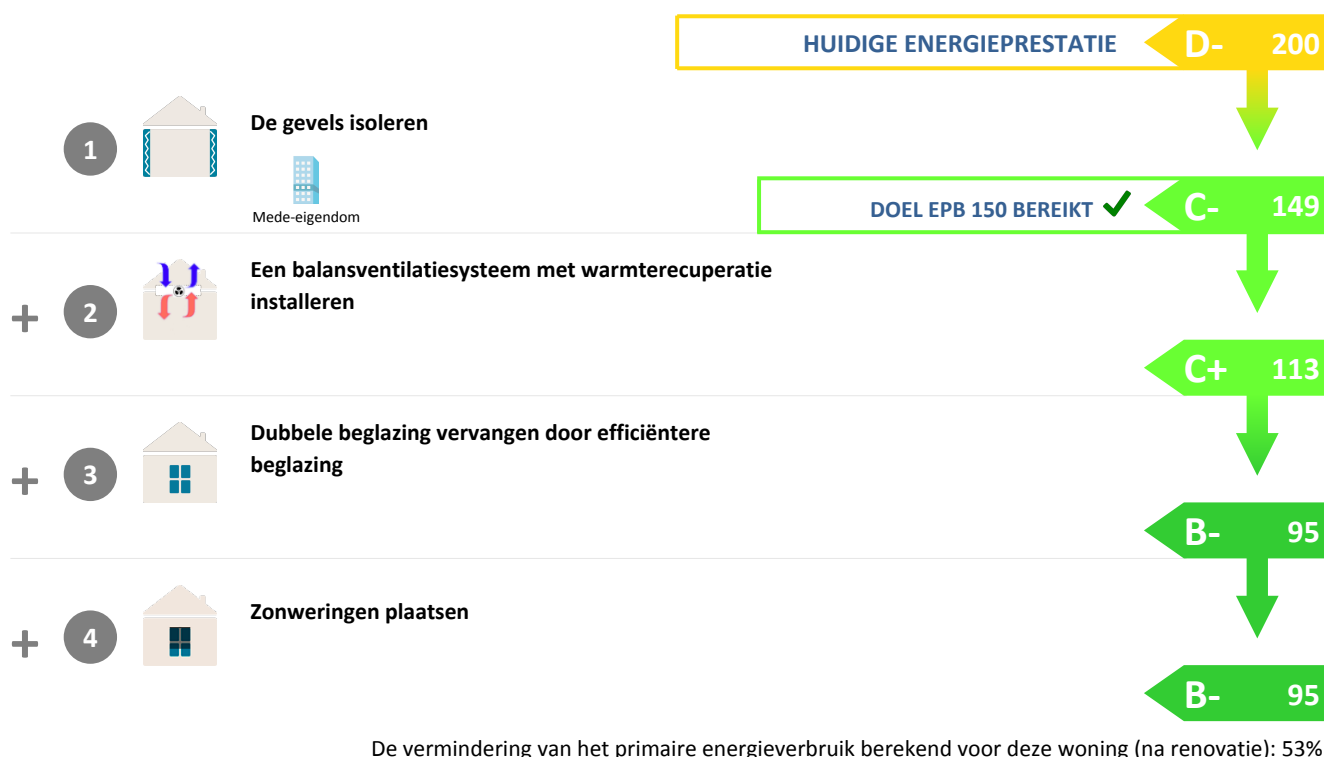 HUIDIGE ENERGIEPRESTATIE D- 200
1 De gevels isoleren
Mede-eigendom
DOEL EPB 150 BEREIKT C- 149
+ 2 Een balansventilatiesysteem met warmterecuperatie
installeren
C+ 113
+ 3 Dubbele beglazing vervangen door efficiëntere
beglazing
B- 95
+ 4 Zonweringen plaatsen
B- 95
De vermindering van het primaire energieverbruik berekend voor deze woning (na renovatie): 53%